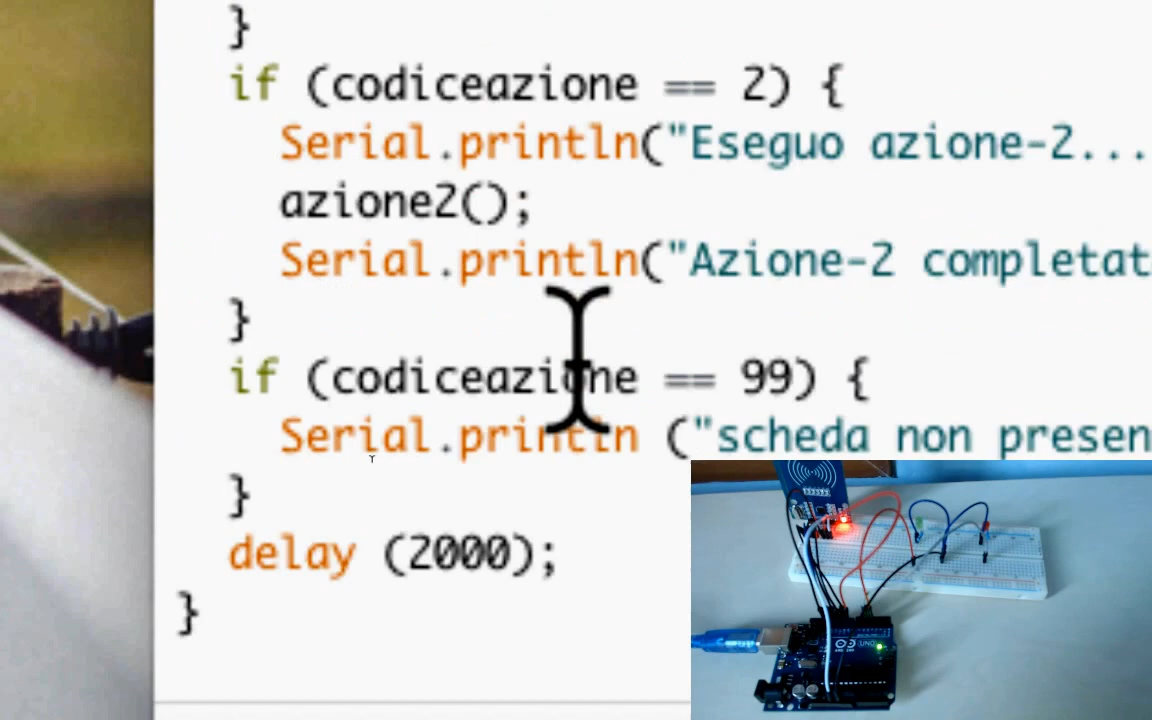 }
if (codiceazione == 2) {
Serial.println("Eseguo azione-2...
azione2();
Serial.println("Azione-2 completat
}
if (codiceazione == 99) {
Serial.println ("scheda non presen
}
delay (2000);
}
UNO